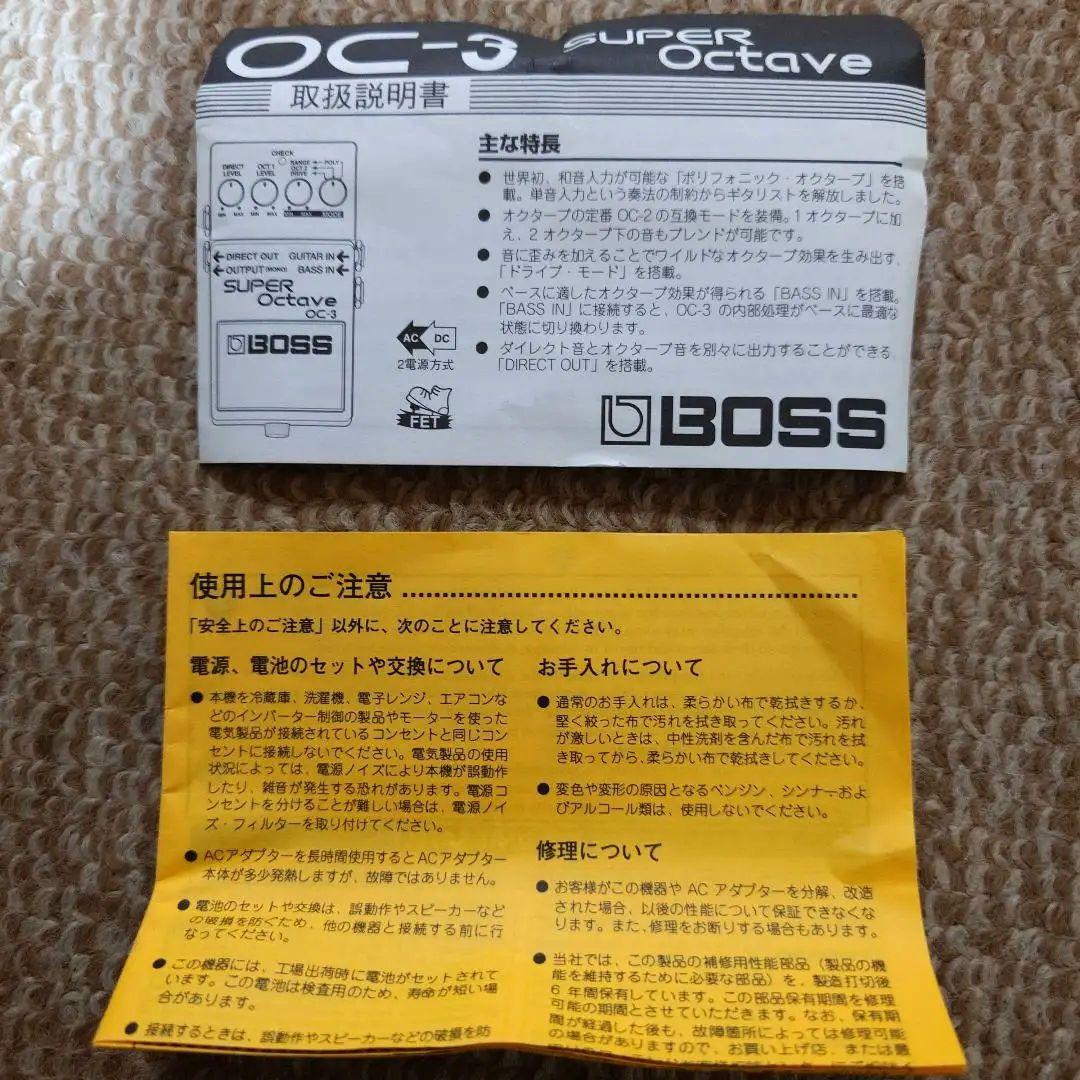 OC-3 SUPER Octave
取扱説明書
CHECK
DIRECT LEVEL
OCT 1 LEVEL
RANGE OCT 2 DRIVE
POLY
MIN MAX MIN MAX MIN MAX MODE
DIRECT OUT GUITAR IN
OUTPUT (MONO) BASS IN
SUPER Octave
OC-3
BOSS
AC DC
2電源方式
FET
主な特長
● 世界初、和音入力が可能な「ポリフォニック・オクターブ」を搭
載。単音入力という奏法の制約からギタリストを解放しました。
● オクターブの定番 OC-2 の互換モードを装備。1 オクターブに加
え、2 オクターブ下の音もブレンドが可能です。
● 音に歪みを加えることでワイルドなオクターブ効果を生み出す、
「ドライブ・モード」を搭載。
● ベースに適したオクターブ効果が得られる「BASS IN」を搭載。
「BASS IN」に接続すると、OC-3 の内部処理がベースに最適な
状態に切り換わります。
● ダイレクト音とオクターブ音を別々に出力することができる
「DIRECT OUT」を搭載。
BOSS
使用上のご注意
「安全上のご注意」以外に、次のことに注意してください。
電源、電池のセットや交換について
● 本機を冷蔵庫、洗濯機、電子レンジ、エアコンな
どのインバーター制御の製品やモーターを使った
電気製品が接続されているコンセントと同じコン
セントに接続しないでください。電気製品の使用
状況によっては、電源ノイズにより本機が誤動作
したり、雑音が発生する恐れがあります。電源コ
ンセントを分けることが難しい場合は、電源ノイ
ズ・フィルターを取り付けてください。
● ACアダプターを長時間使用するとACアダプター
本体が多少発熱しますが、故障ではありません。
● 電池のセットや交換は、誤動作やスピーカーなど
の破損を防ぐため、他の機器と接続する前に行
なってください。
● この機器には、工場出荷時に電池がセットされて
います。この電池は検査用のため、寿命が短い場
合があります。
● 接続するときは、誤動作やスピーカーなどの破損を防
お手入れについて
● 通常のお手入れは、柔らかい布で乾拭きするか、
堅く絞った布で汚れを拭き取ってください。汚れ
が激しいときは、中性洗剤を含んだ布で汚れを拭
き取ってから、柔らかい布で乾拭きしてください。
● 変色や変形の原因となるベンジン、シンナーおよ
びアルコール類は、使用しないでください。
修理について
● お客様がこの機器や AC アダプターを分解、改造
された場合、以後の性能について保証できなくな
ります。また、修理をお断りする場合もあります。
● 当社では、この製品の補修用性能部品（製品の機
能を維持するために必要な部品）を、製造打切後
6 年間保有しています。この部品保有期間を修理
可能の期間とさせていただきます。なお、保有期
間が経過した後も、故障箇所によっては修理可能
の場合がありますので、お買い上げ店、または最